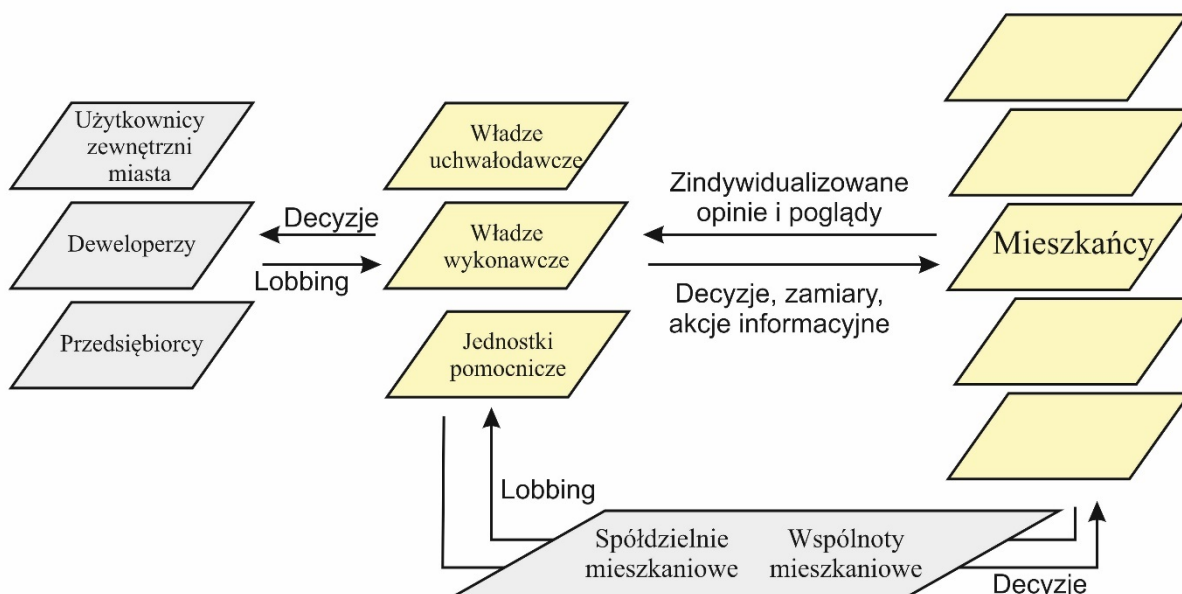 Użytkownicy
zewnętrzni
miasta
Deweloperzy
Przedsiębiorcy
Decyzje
Lobbing
Władze
uchwałodawcze
Władze
wykonawcze
Jednostki
pomocnicze
Zindywidualizowane
opinie i poglądy
Decyzje, zamiary,
akcje informacyjne
Mieszkańcy
Lobbing
Spółdzielnie
mieszkaniowe
Wspólnoty
mieszkaniowe
Decyzje